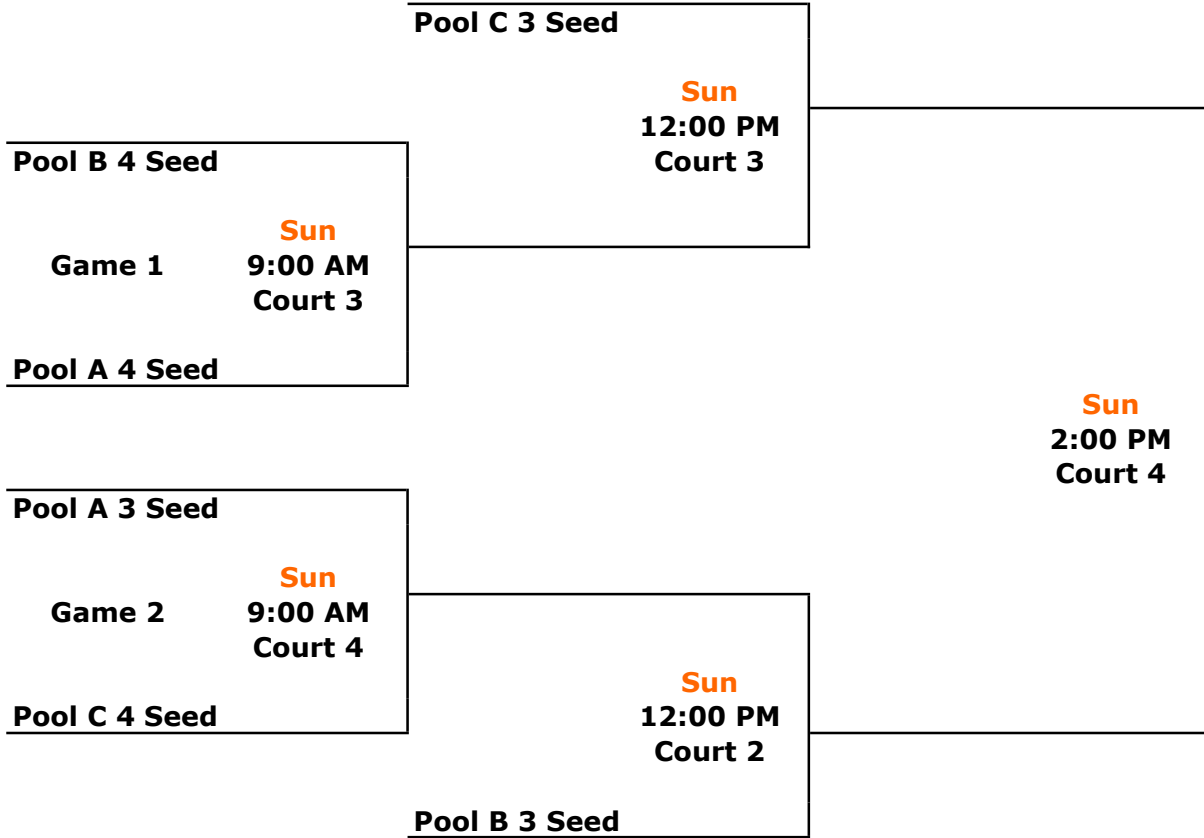 Pool C 3 Seed
Sun
12:00 PM
Court 3
Pool B 4 Seed
Sun
Game 1 9:00 AM
Court 3
Pool A 4 Seed
Sun
2:00 PM
Court 4
Pool A 3 Seed
Sun
Game 2 9:00 AM
Court 4
Pool C 4 Seed
Sun
12:00 PM
Court 2
Pool B 3 Seed